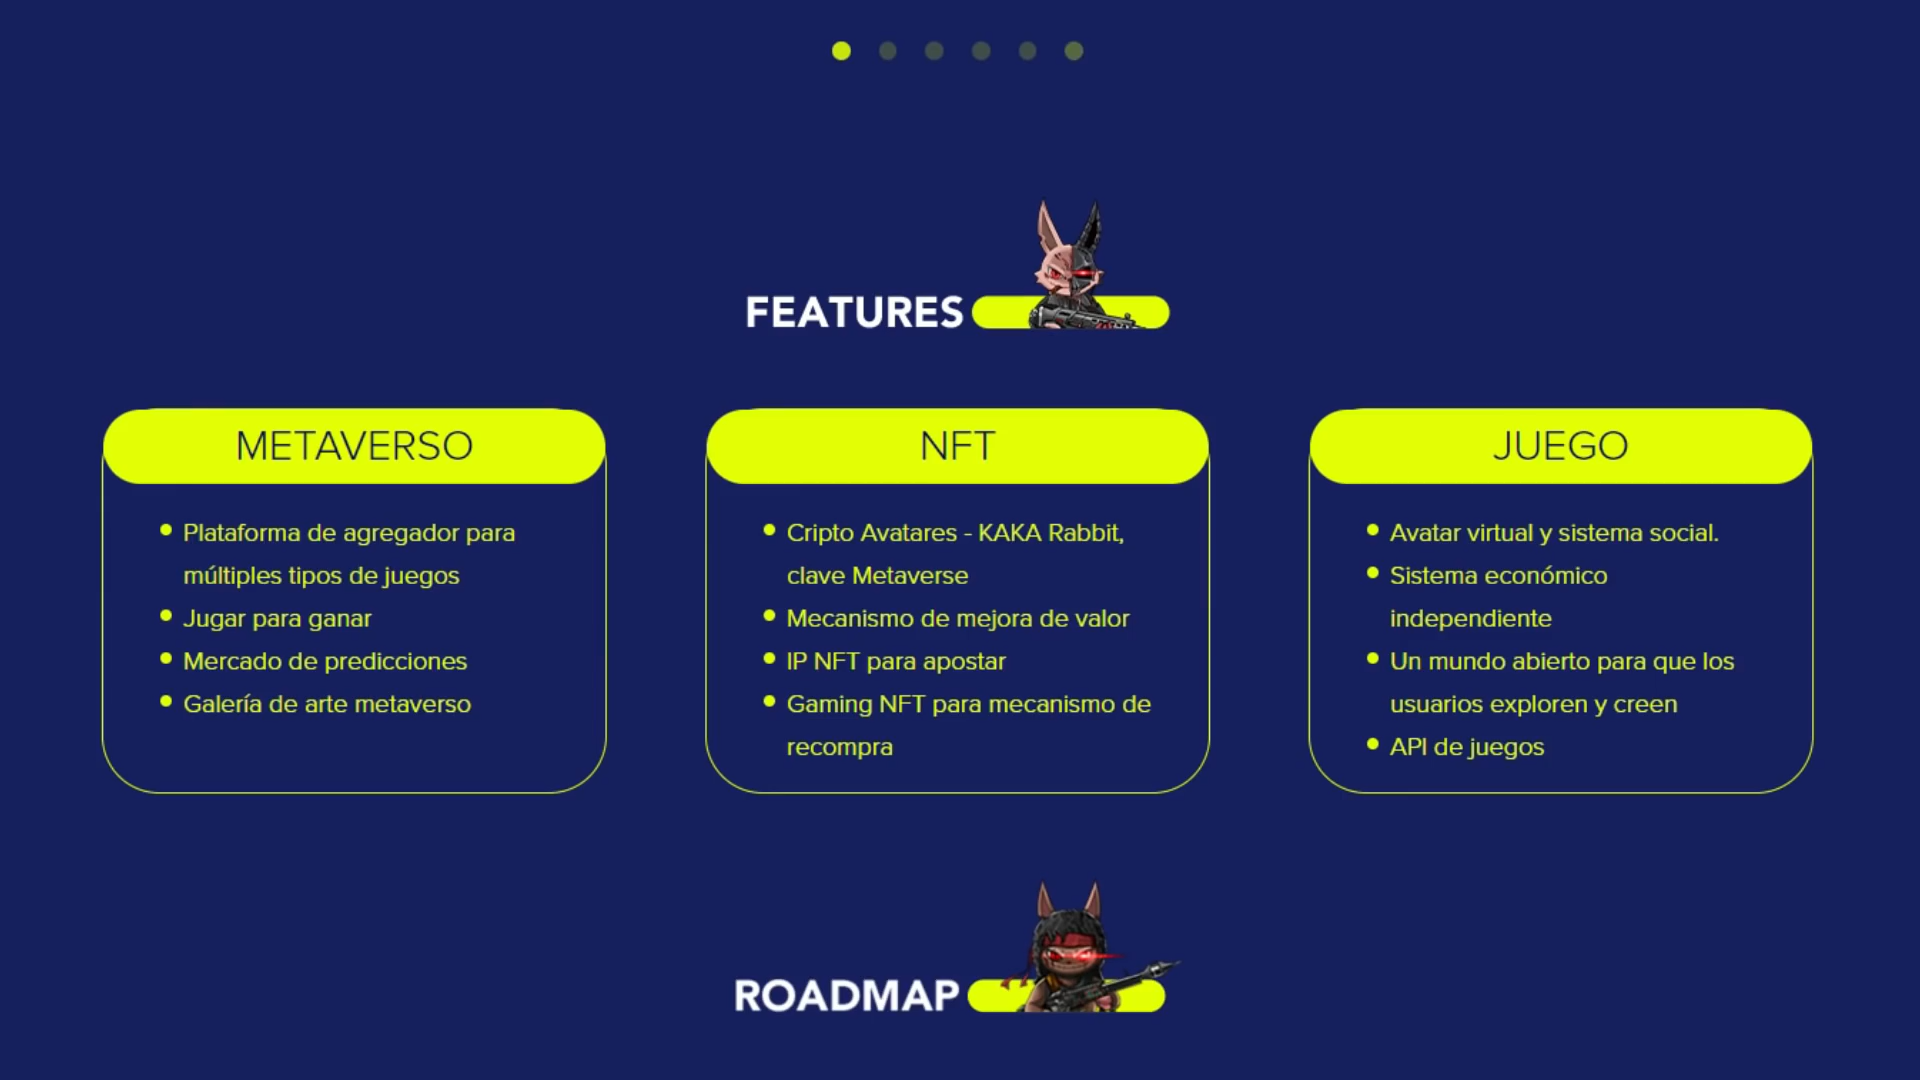 FEATURES
METAVERSO
Plataforma de agregador para
múltiples tipos de juegos
Jugar para ganar
Mercado de predicciones
Galería de arte metaverso
NFT
Cripto Avatares - KAKA Rabbit,
clave Metaverse
Mecanismo de mejora de valor
IP NFT para apostar
Gaming NFT para mecanismo de
recompra
JUEGO
Avatar virtual y sistema social.
Sistema económico
independiente
Un mundo abierto para que los
usuarios exploren y creen
API de juegos
ROADMAP